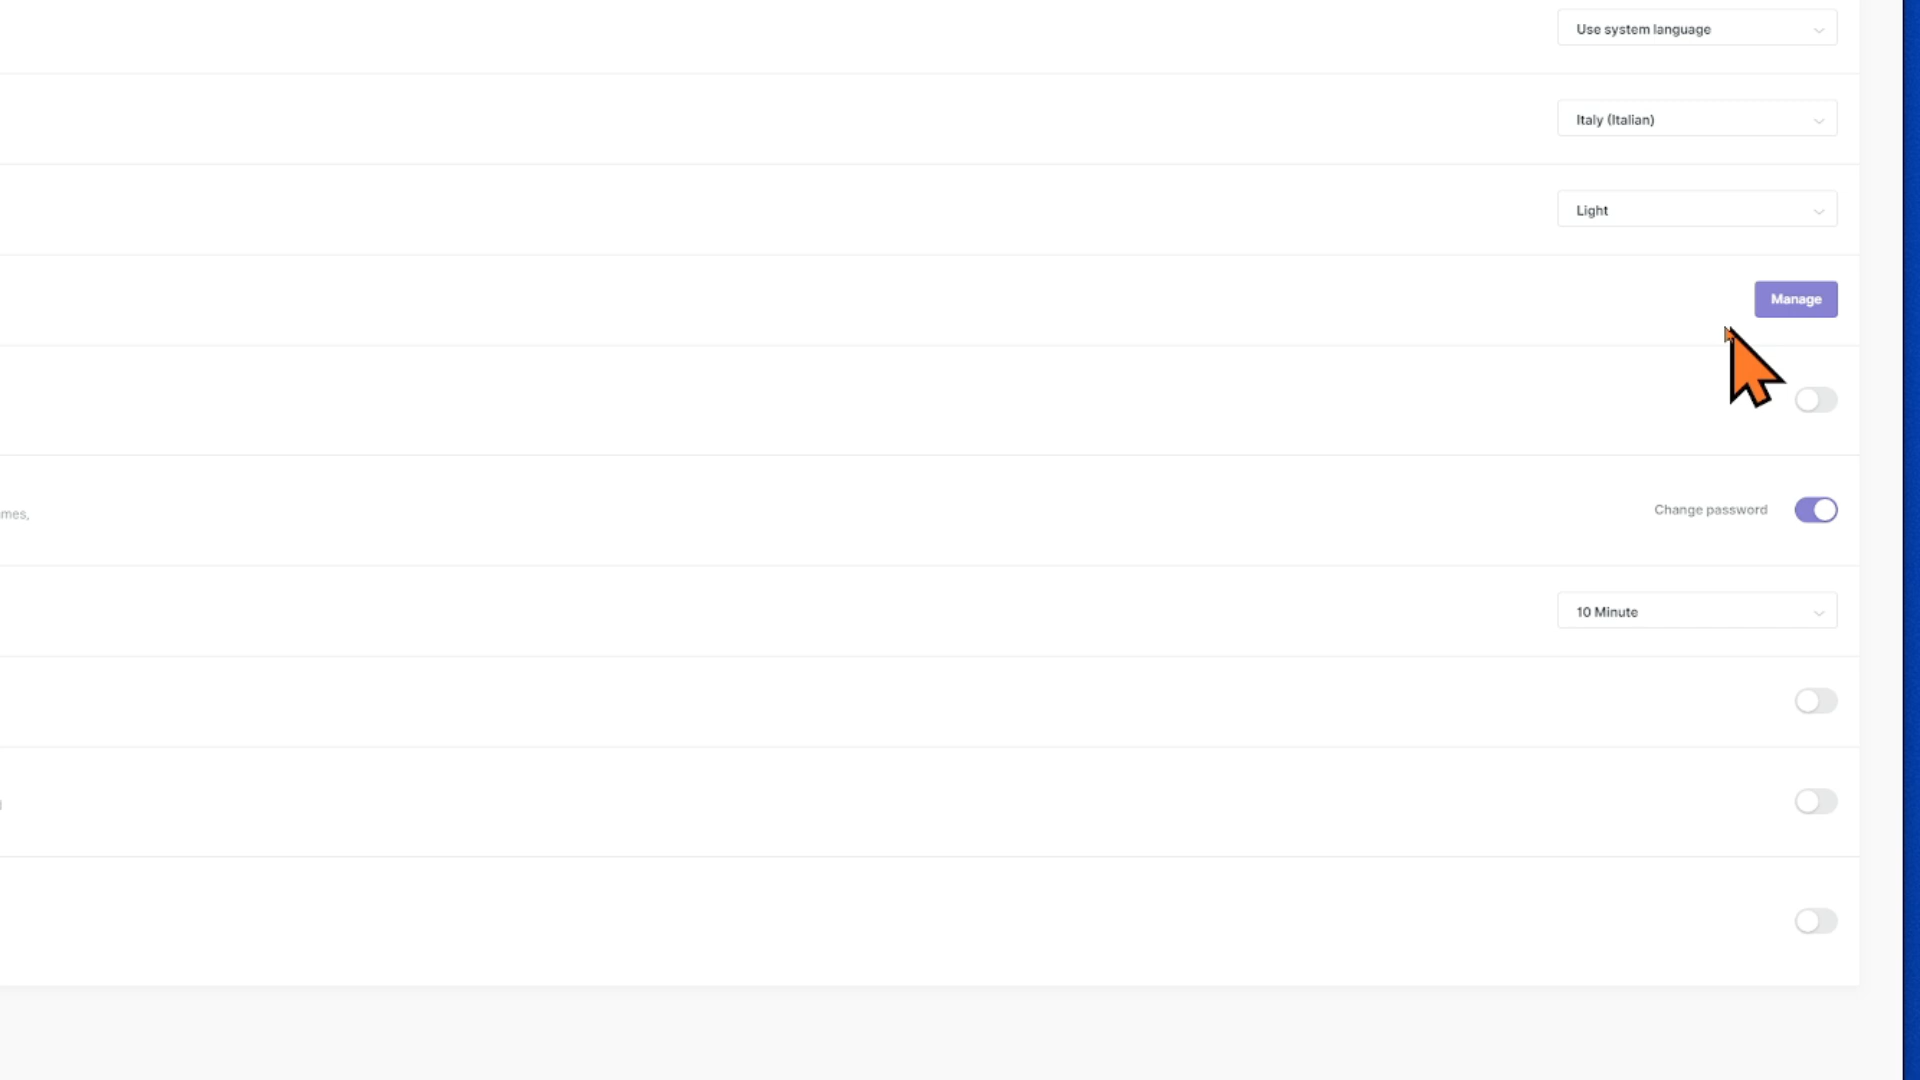 Use system language
Italy (Italian)
Light
Manage
Change password
mes,
10 Minute